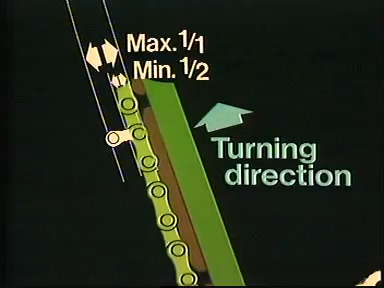 Max. 1/1
Min. 1/2
Turning
direction